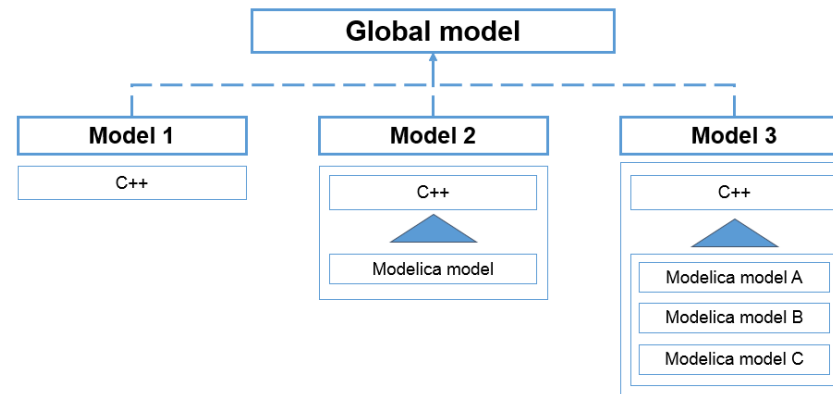 Global model
Model 1
Model 2
Model 3
C++
C++
C++
Modelica model
Modelica model A
Modelica model B
Modelica model C